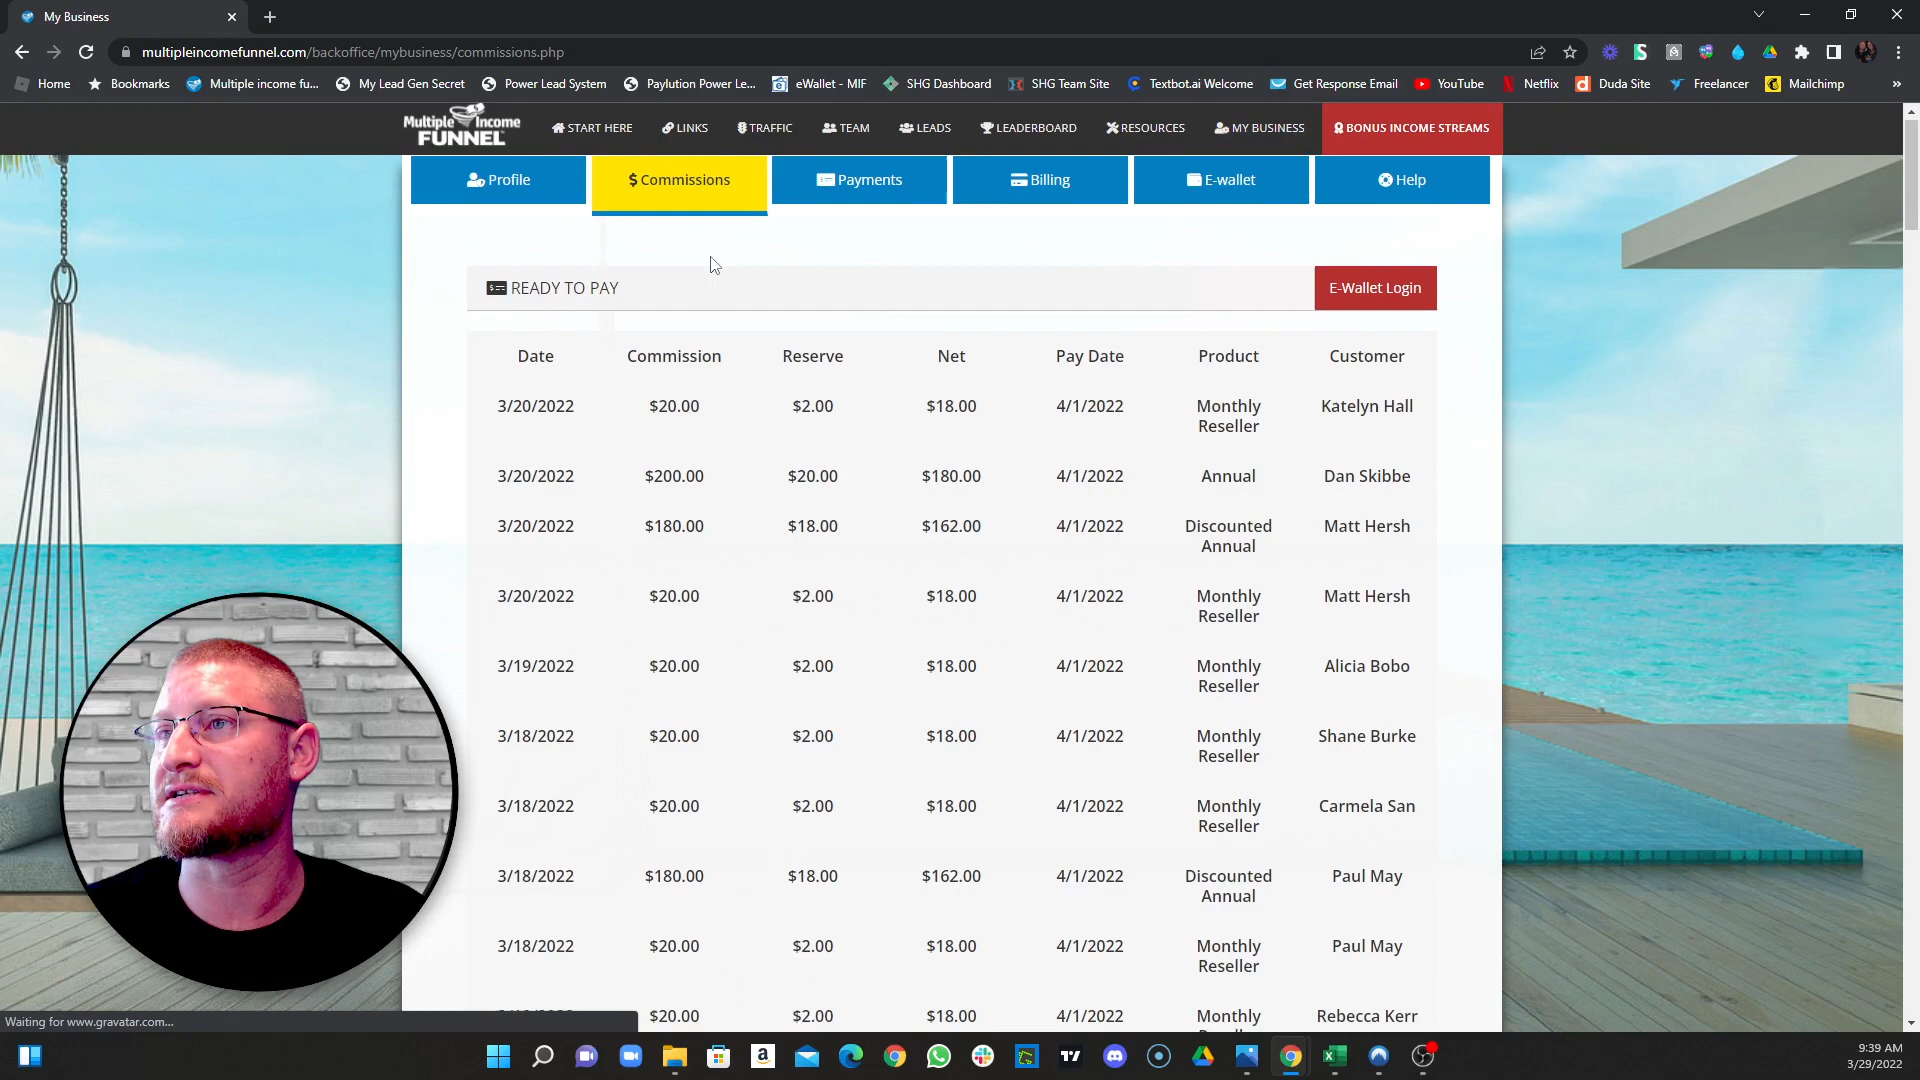 My Business
multipleincomefunnel.com/backoffice/mybusiness/commissions.php
Home Bookmarks Multiple income fu... My Lead Gen Secret Power Lead System Paylution Power Le... eWallet - MIF SHG Dashboard SHG Team Site Textbot.ai Welcome Get Response Email YouTube Netflix Duda Site Freelancer Mailchimp »
Multiple Income
FUNNEL
START HERE LINKS TRAFFIC TEAM LEADS LEADERBOARD RESOURCES MY BUSINESS BONUS INCOME STREAMS
Profile $ Commissions Payments Billing E-wallet Help
READY TO PAY E-Wallet Login
Date Commission Reserve Net Pay Date Product Customer
3/20/2022 $20.00 $2.00 $18.00 4/1/2022 Monthly Katelyn Hall
Reseller
3/20/2022 $200.00 $20.00 $180.00 4/1/2022 Annual Dan Skibbe
3/20/2022 $180.00 $18.00 $162.00 4/1/2022 Discounted Matt Hersh
Annual
3/20/2022 $20.00 $2.00 $18.00 4/1/2022 Monthly Matt Hersh
Reseller
3/19/2022 $20.00 $2.00 $18.00 4/1/2022 Monthly Alicia Bobo
Reseller
3/18/2022 $20.00 $2.00 $18.00 4/1/2022 Monthly Shane Burke
Reseller
3/18/2022 $20.00 $2.00 $18.00 4/1/2022 Monthly Carmela San
Reseller
3/18/2022 $180.00 $18.00 $162.00 4/1/2022 Discounted Paul May
Annual
3/18/2022 $20.00 $2.00 $18.00 4/1/2022 Monthly Paul May
Reseller
$20.00 $2.00 $18.00 4/1/2022 Monthly Rebecca Kerr
Waiting for www.gravatar.com...
9:39 AM
3/29/2022